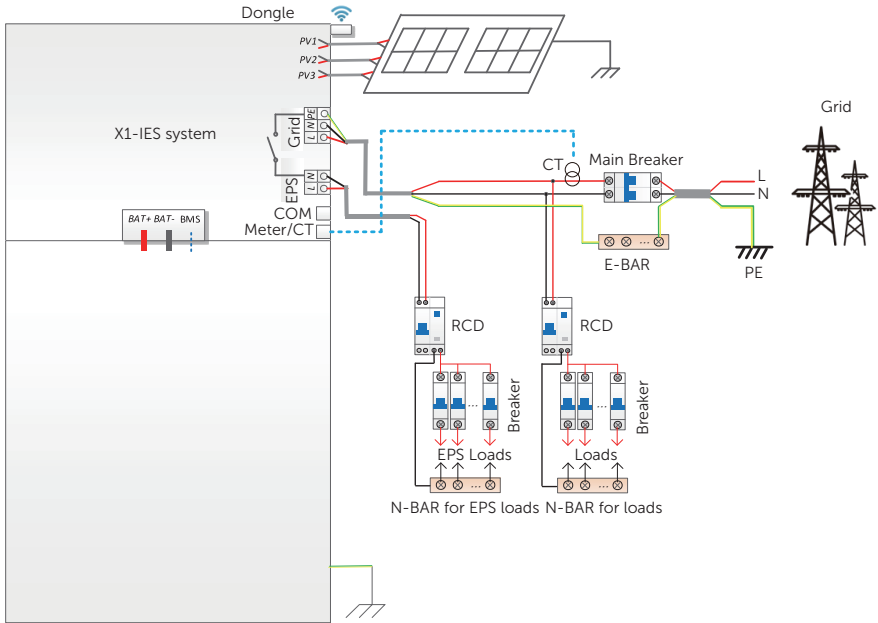 Dongle
PV1
PV2
PV3
Grid
X1-IES system
Grid
PE
N
L
CT
Main Breaker
L
N
EPS
N
L
COM
BAT+ BAT- BMS
Meter/CT
E-BAR
PE
RCD
RCD
...
Breaker
...
Breaker
EPS Loads
Loads
...
...
...
N-BAR for EPS loads
N-BAR for loads